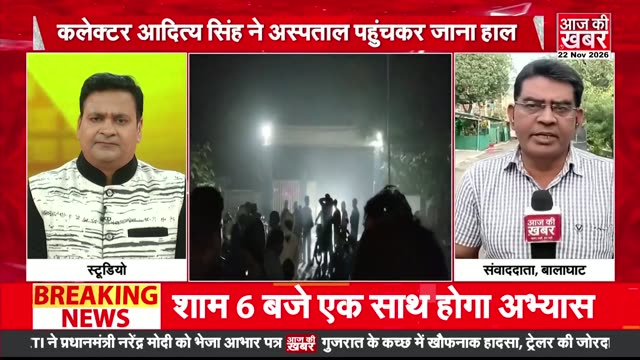 कलेक्टर आदित्य सिंह ने अस्पताल पहुंचकर जाना हाल
आज की
खबर
22 Nov 2026
आज की
खबर
स्टूडियो
संवाददाता, बालाघाट
BREAKING
NEWS
शाम 6 बजे एक साथ होगा अभ्यास
TI ने प्रधानमंत्री नरेंद्र मोदी को भेजा आभार पत्र आज की खबर गुजरात के कच्छ में खौफनाक हादसा, ट्रेलर की जोरदा